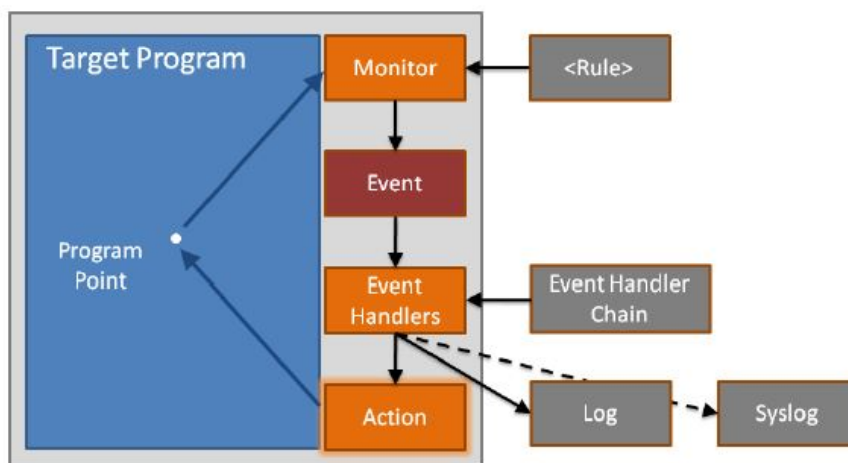 Target Program
Monitor
<Rule>
Event
Program
Point
Event
Handlers
Event Handler
Chain
Action
Log
Syslog